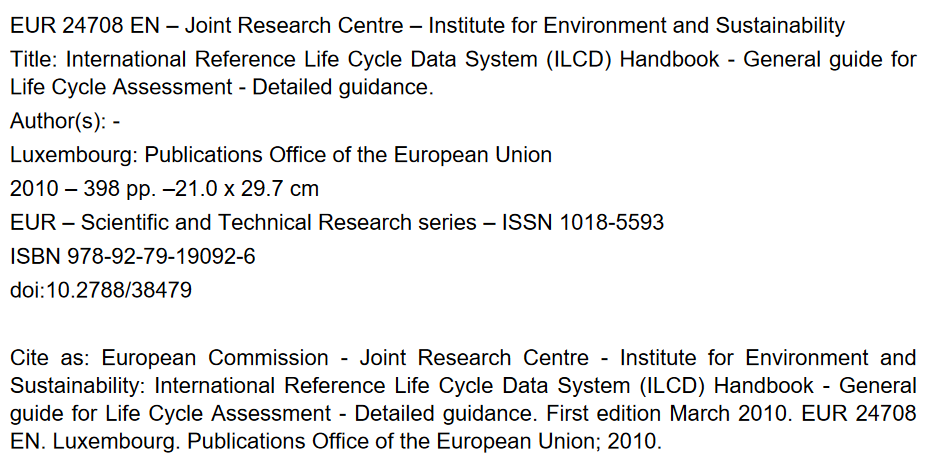 EUR 24708 EN – Joint Research Centre – Institute for Environment and Sustainability
Title: International Reference Life Cycle Data System (ILCD) Handbook - General guide for
Life Cycle Assessment - Detailed guidance.
Author(s): -
Luxembourg: Publications Office of the European Union
2010 – 398 pp. –21.0 x 29.7 cm
EUR – Scientific and Technical Research series – ISSN 1018-5593
ISBN 978-92-79-19092-6
doi:10.2788/38479
Cite as: European Commission - Joint Research Centre - Institute for Environment and
Sustainability: International Reference Life Cycle Data System (ILCD) Handbook - General
guide for Life Cycle Assessment - Detailed guidance. First edition March 2010. EUR 24708
EN. Luxembourg. Publications Office of the European Union; 2010.